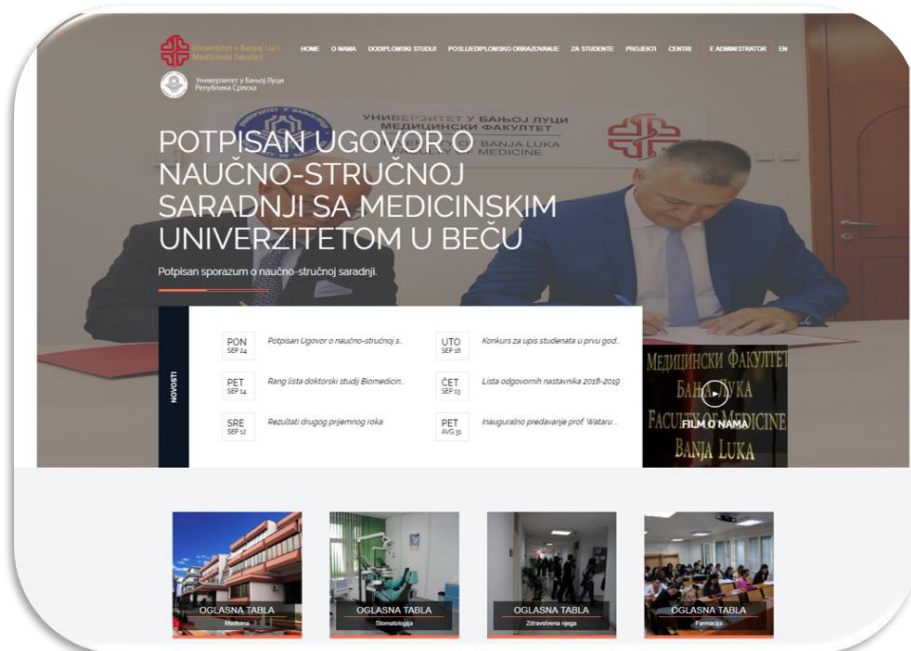 Univerzitet u Banjoj Luci
Medicinski fakultet
HOME O NAMA DODIPLOMSKI STUDIJI POSLIJEDIPLOMSKO OBRAZOVANJE ZA STUDENTE PROJEKTI CENTRI E ADMINISTRATOR EN
Универзитет у Бањој Луци
Република Српска
УНИВЕРЗИТЕТ У БАЊОЈ ЛУЦИ
МЕДИЦИНСКИ ФАКУЛТЕТ
UNIVERSITY OF BANJA LUKA
FACULTY OF MEDICINE
POTPISAN UGOVOR O
NAUČNO-STRUČNOJ
SARADNJI SA MEDICINSKIM
UNIVERZITETOM U BEČU
Potpisan sporazum o naučno-stručnoj saradnji.
NOVOSTI
PON
SEP 24
Potpisan Ugovor o naučno-stručnoj s..
UTO
SEP 18
Konkurs za upis studenata u prvu god..
PET
SEP 14
Rang lista doktorski studij Biomedicin..
ČET
SEP 13
Lista odgovornih nastavnika 2018-2019
SRE
SEP 12
Rezultati drugog prijemnog roka
PET
AVG 31
Inauguralno predavanje prof. Wataru ..
МЕДИЦИНСКИ ФАКУЛТЕТ
БАЊА ЛУКА
FACULTY OF MEDICINE
BANJA LUKA
FILM O NAMA
OGLASNA TABLA
Medicina
OGLASNA TABLA
Stomatologija
OGLASNA TABLA
Zdravstvena njega
OGLASNA TABLA
Farmacija